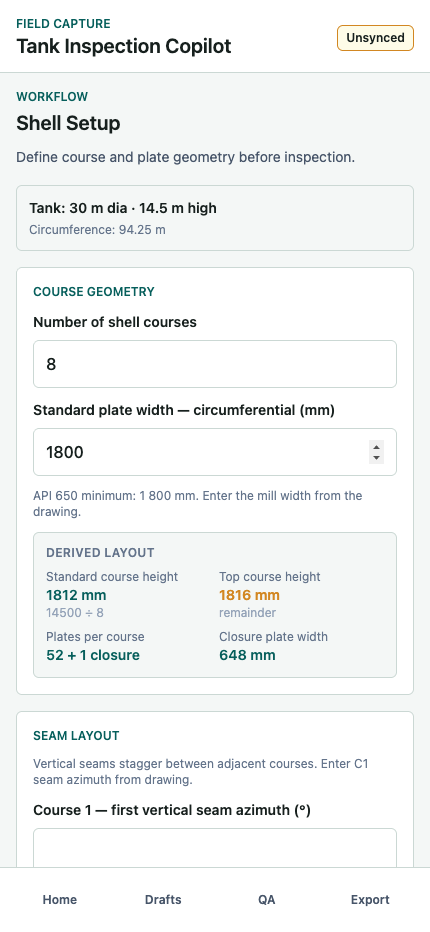 FIELD CAPTURE
Tank Inspection Copilot
Unsynced
WORKFLOW
Shell Setup
Define course and plate geometry before inspection.
Tank: 30 m dia · 14.5 m high
Circumference: 94.25 m
COURSE GEOMETRY
Number of shell courses
8
Standard plate width — circumferential (mm)
1800
API 650 minimum: 1 800 mm. Enter the mill width from the
drawing.
DERIVED LAYOUT
Standard course height
Top course height
1812 mm
1816 mm
14500 ÷ 8
remainder
Plates per course
Closure plate width
52 + 1 closure
648 mm
SEAM LAYOUT
Vertical seams stagger between adjacent courses. Enter C1
seam azimuth from drawing.
Course 1 — first vertical seam azimuth (°)
Home
Drafts
QA
Export